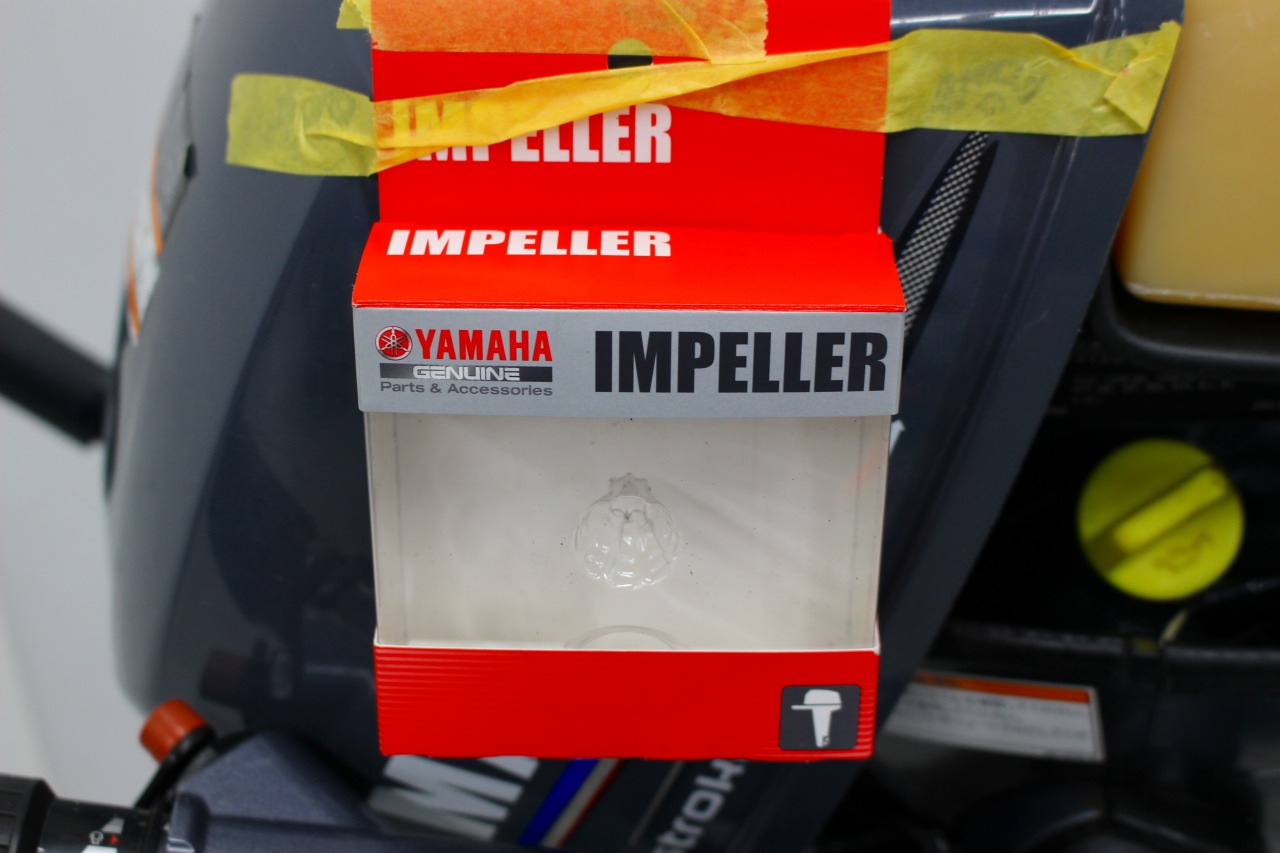 IMPELLER
IMPELLER
YAMAHA
GENUINE
Parts & Accessories
IMPELLER